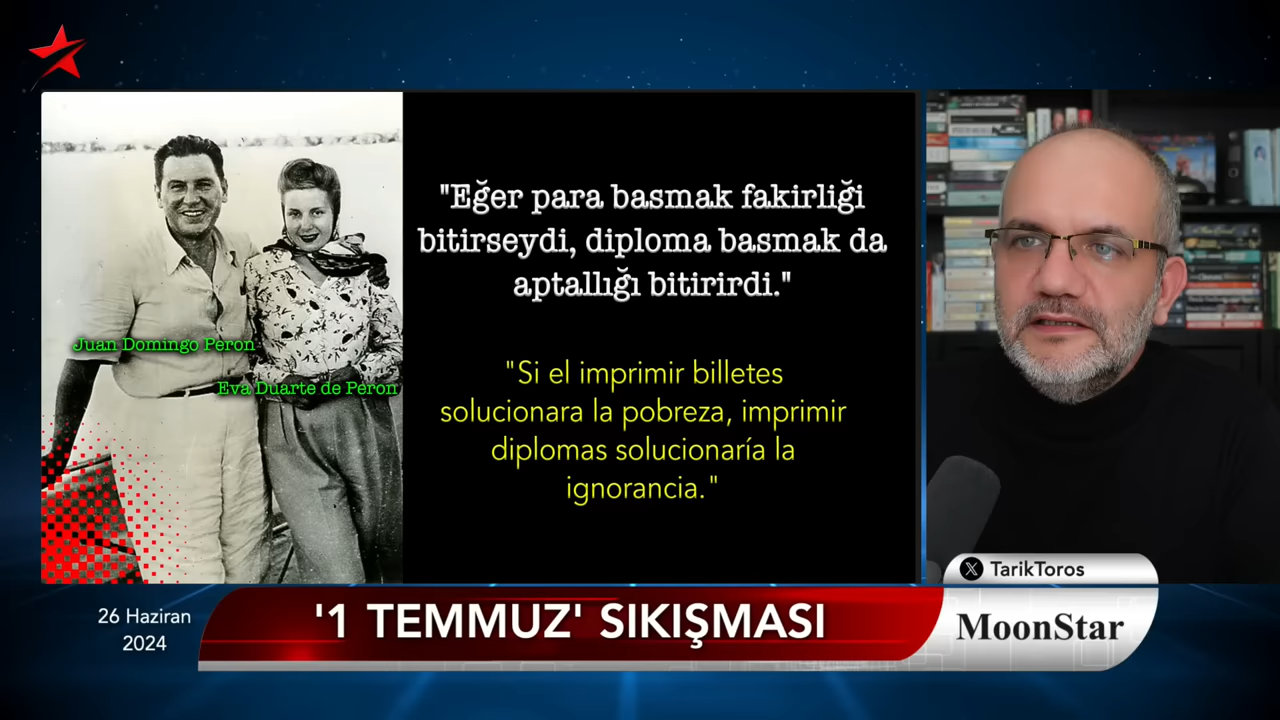 "Eğer para basmak fakirliği
bitirseydi, diploma basmak da
aptallığı bitirirdi."
Juan Domingo Peron
Eva Duarte de Peron
"Si el imprimir billetes
solucionara la pobreza, imprimir
diplomas solucionaría la
ignorancia."
TarikToros
26 Haziran
2024
'1 TEMMUZ' SIKIŞMASI
MoonStar